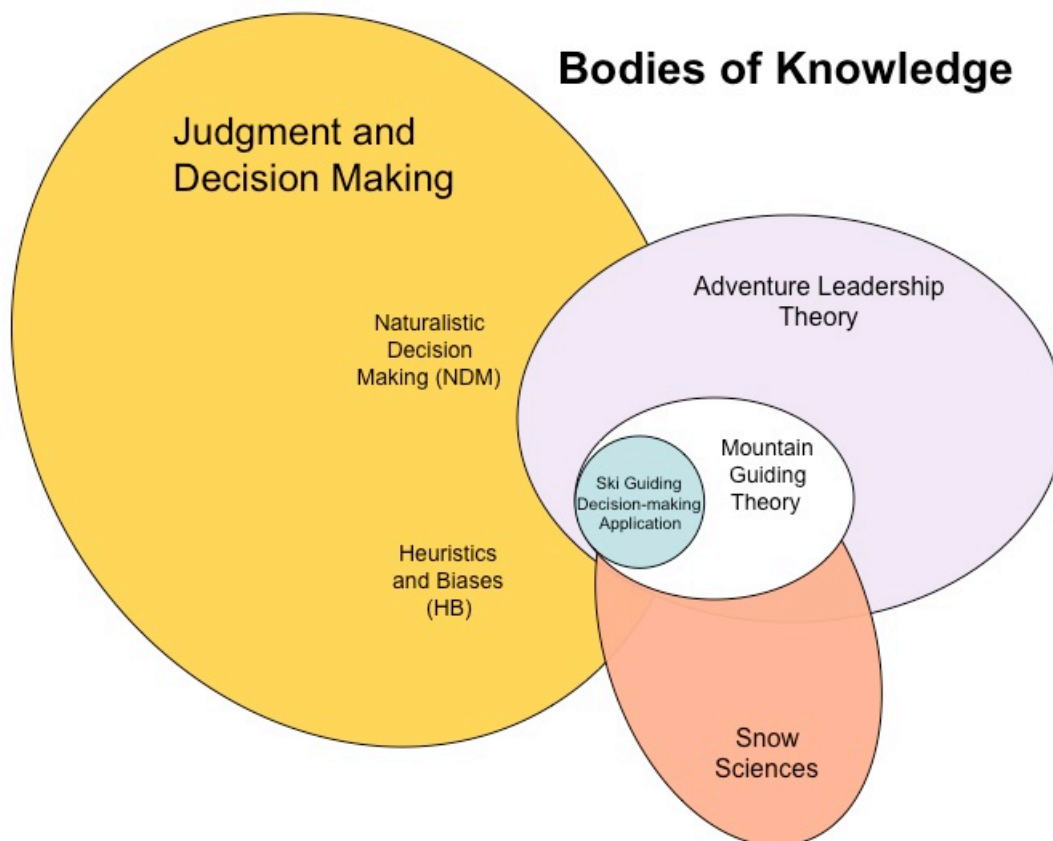 Bodies of Knowledge
Judgment and
Decision Making
Adventure Leadership
Theory
Naturalistic
Decision
Making (NDM)
Mountain
Guiding
Theory
Ski Guiding
Decision-making
Application
Heuristics
and Biases
(HB)
Snow
Sciences